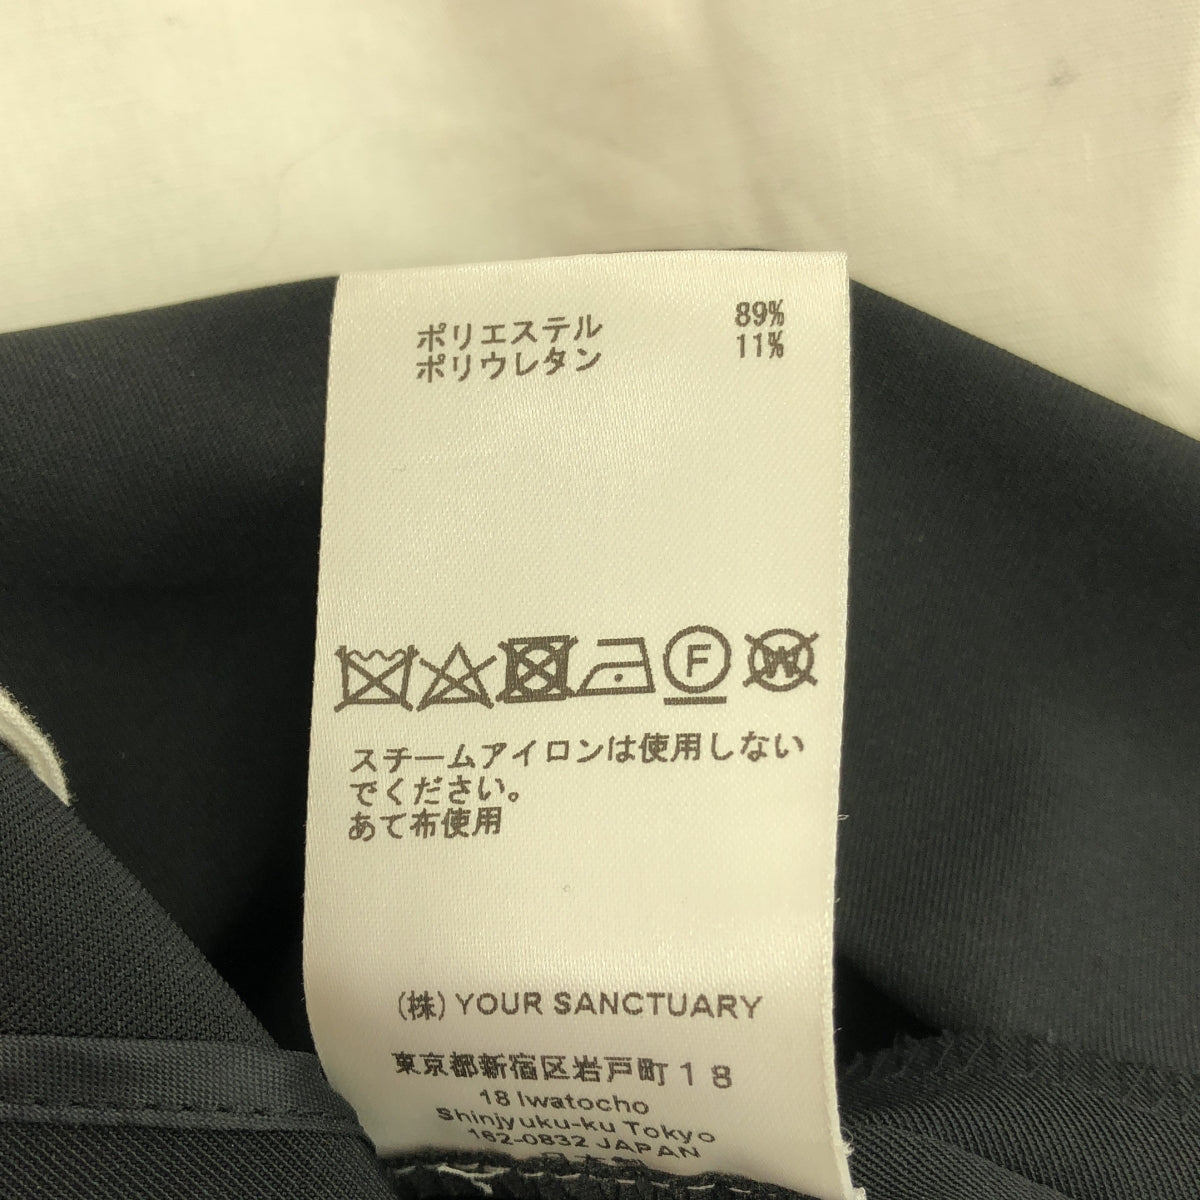 ポリエステル 89%
ポリウレタン 11%
F W
スチームアイロンは使用しない
でください。
あて布使用
(株) YOUR SANCTUARY
東京都新宿区岩戸町18
18 Iwatocho
Shinjyuku-ku Tokyo
162-0832 JAPAN